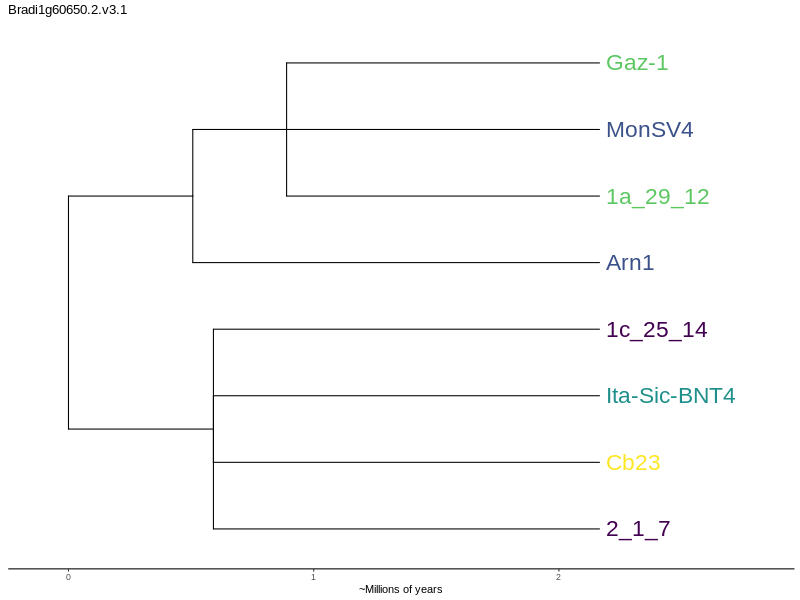 Bradi1g60650.2.v3.1
Gaz-1
MonSV4
1a_29_12
Arn1
1c_25_14
Ita-Sic-BNT4
Cb23
2_1_7
0 1 2
~Millions of years